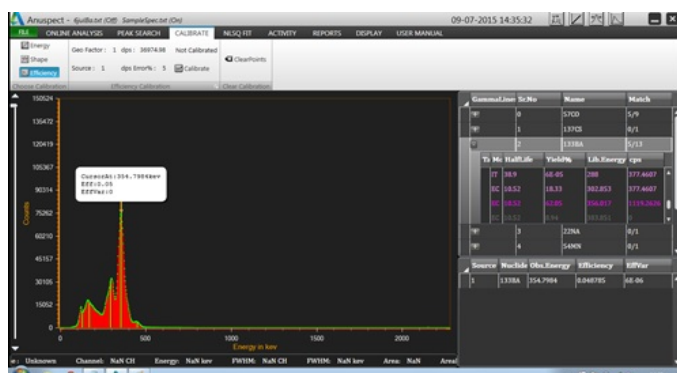 Anuspect - 6julBa.txt (Off) SampleSpec.txt (On)
09-07-2015 14:35:32
FILE ONLINE ANALYSIS PEAK SEARCH CALIBRATE NLSQ FIT ACTIVITY REPORTS DISPLAY USER MANUAL
Energy
Shape
Efficiency
Geo Factor : 1 dps : 36974.98 Not Calibrated
Source : 1 dps Error% : 5 Calibrate
ClearPoints
Choose Calibration Efficiency Calibration Clear Calibration
150524
135472
120419
105367
90314
75262
60210
45157
30105
15052
0
Counts
CursorAt:354.7984kev
Eff:0.05
EffVar:0
0 500 1000 1500 2000
Energy in kev
GammaLines Sr.No Name Match
0 57CO 5/9
1 137CS 0/1
2 133BA 5/13
HalfLife Yield% Lib.Energy cps
IT 38.9 6E-05 288 377.4607
EC 10.52 18.33 302.853 377.4607
EC 10.52 62.05 356.017 1119.2626
EC 10.52 8.94 383.851 0
3 22NA 0/1
4 54MN 0/1
Source Nuclide Obs.Energy Efficiency EffVar
1 133BA 354.7984 0.048785 6E-06
e : Unknown Channel: NaN CH Energy: NaN kev FWHM: NaN CH FWHM: NaN kev Area: NaN Areal